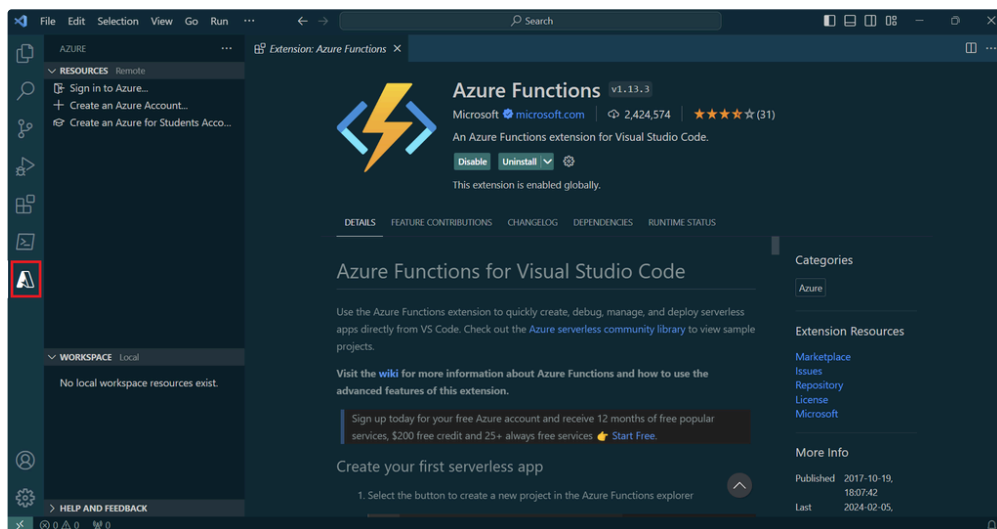 File Edit Selection View Go Run ···
Search
AZURE ···
RESOURCES Remote
Sign in to Azure...
Create an Azure Account...
Create an Azure for Students Acco...
WORKSPACE Local
No local workspace resources exist.
HELP AND FEEDBACK
0 0 0
Extension: Azure Functions
Azure Functions v1.13.3
Microsoft microsoft.com 2,424,574 (31)
An Azure Functions extension for Visual Studio Code.
Disable Uninstall
This extension is enabled globally.
DETAILS FEATURE CONTRIBUTIONS CHANGELOG DEPENDENCIES RUNTIME STATUS
Azure Functions for Visual Studio Code
Use the Azure Functions extension to quickly create, debug, manage, and deploy serverless
apps directly from VS Code. Check out the Azure serverless community library to view sample
projects.
Visit the wiki for more information about Azure Functions and how to use the
advanced features of this extension.
Sign up today for your free Azure account and receive 12 months of free popular
services, $200 free credit and 25+ always free services 👉 Start Free.
Create your first serverless app
1. Select the button to create a new project in the Azure Functions explorer
Categories
Azure
Extension Resources
Marketplace
Issues
Repository
License
Microsoft
More Info
Published 2017-10-19,
18:07:42
Last 2024-02-05,